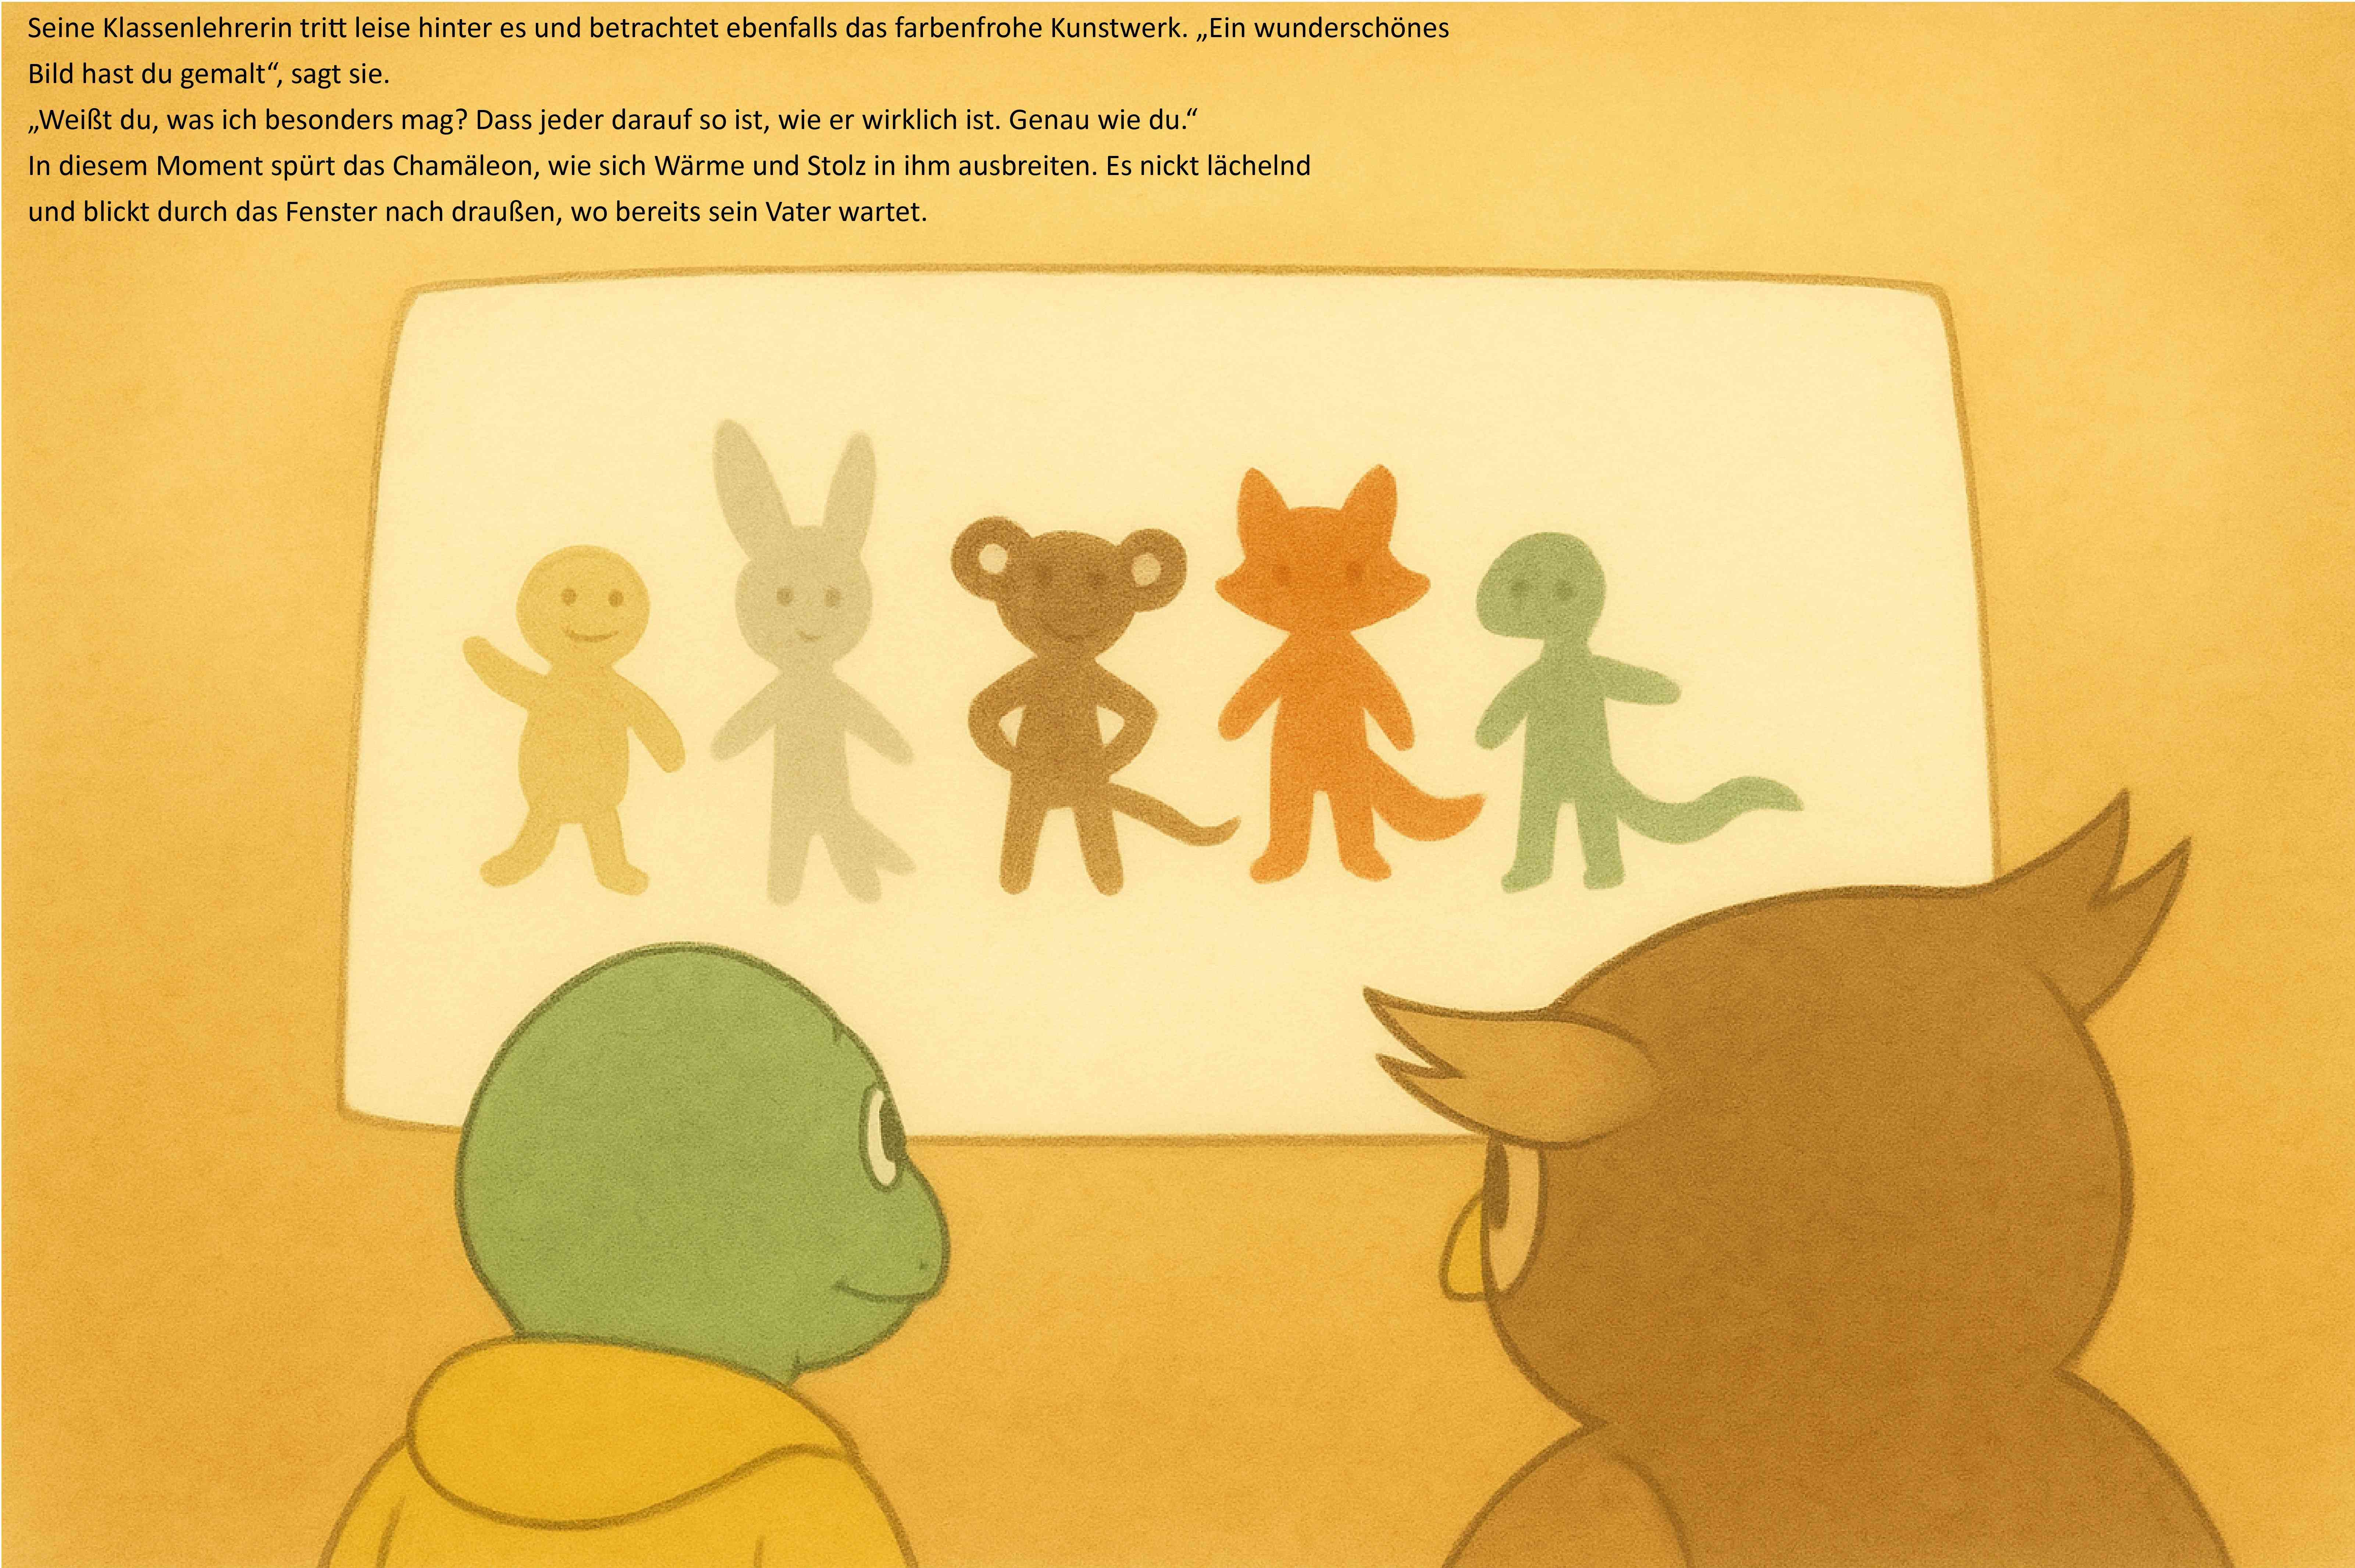 Seine Klassenlehrerin tritt leise hinter es und betrachtet ebenfalls das farbenfrohe Kunstwerk. „Ein wunderschönes
Bild hast du gemalt“, sagt sie.
„Weißt du, was ich besonders mag? Dass jeder darauf so ist, wie er wirklich ist. Genau wie du.“
In diesem Moment spürt das Chamäleon, wie sich Wärme und Stolz in ihm ausbreiten. Es nickt lächelnd
und blickt durch das Fenster nach draußen, wo bereits sein Vater wartet.